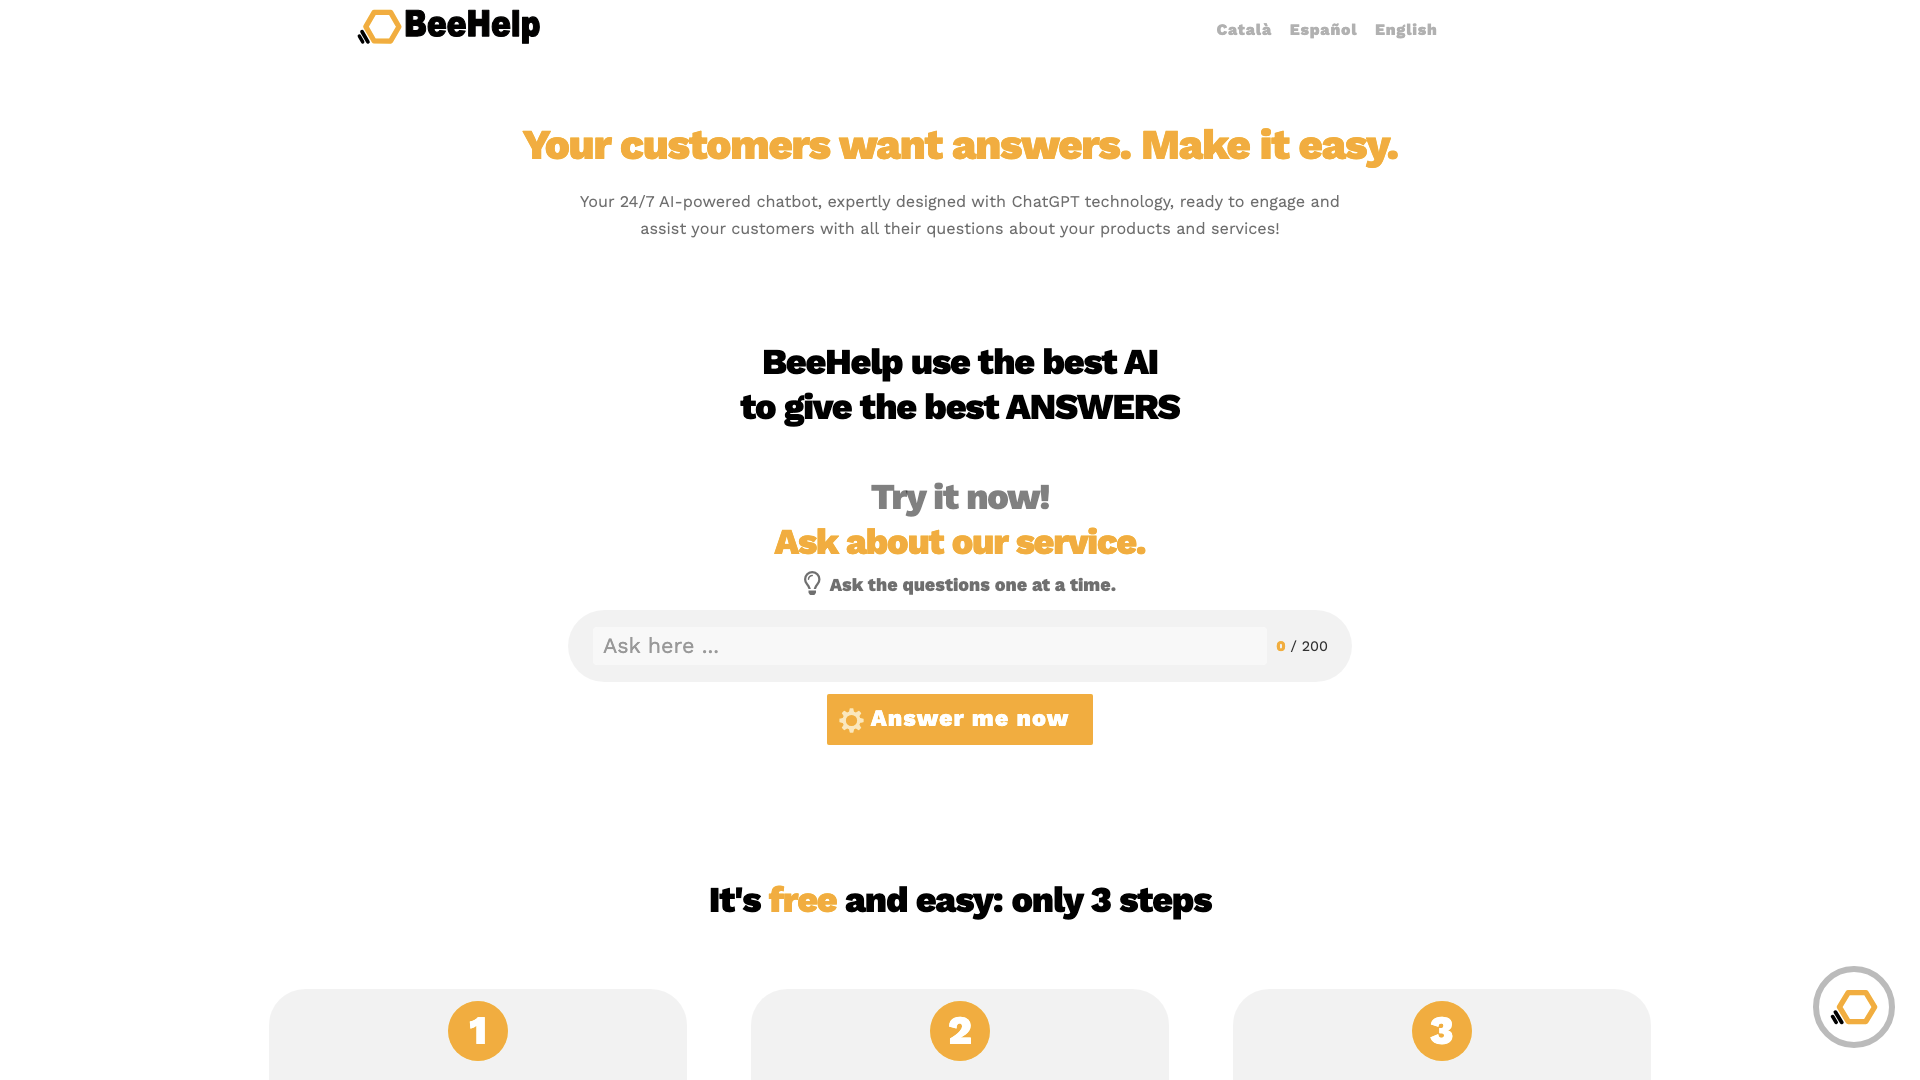 BeeHelp
Català Español English
Your customers want answers. Make it easy.
Your 24/7 AI-powered chatbot, expertly designed with ChatGPT technology, ready to engage and
assist your customers with all their questions about your products and services!
BeeHelp use the best AI
to give the best ANSWERS
Try it now!
Ask about our service.
Ask the questions one at a time.
Ask here ...
0 / 200
Answer me now
It's free and easy: only 3 steps
1
2
3